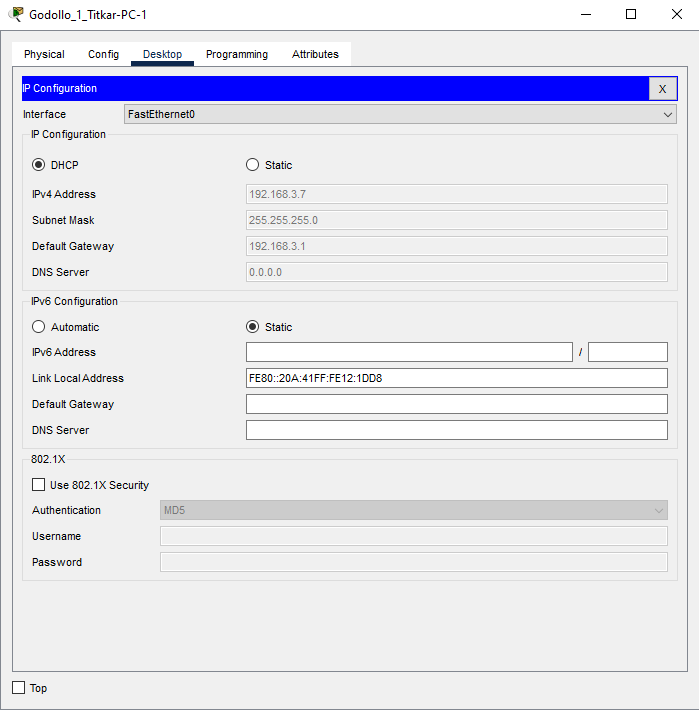 Godollo_1_Titkar-PC-1
Physical Config Desktop Programming Attributes
IP Configuration X
Interface FastEthernet0
IP Configuration
DHCP Static
IPv4 Address 192.168.3.7
Subnet Mask 255.255.255.0
Default Gateway 192.168.3.1
DNS Server 0.0.0.0
IPv6 Configuration
Automatic Static
IPv6 Address /
Link Local Address FE80::20A:41FF:FE12:1DD8
Default Gateway
DNS Server
802.1X
Use 802.1X Security
Authentication MD5
Username
Password
Top